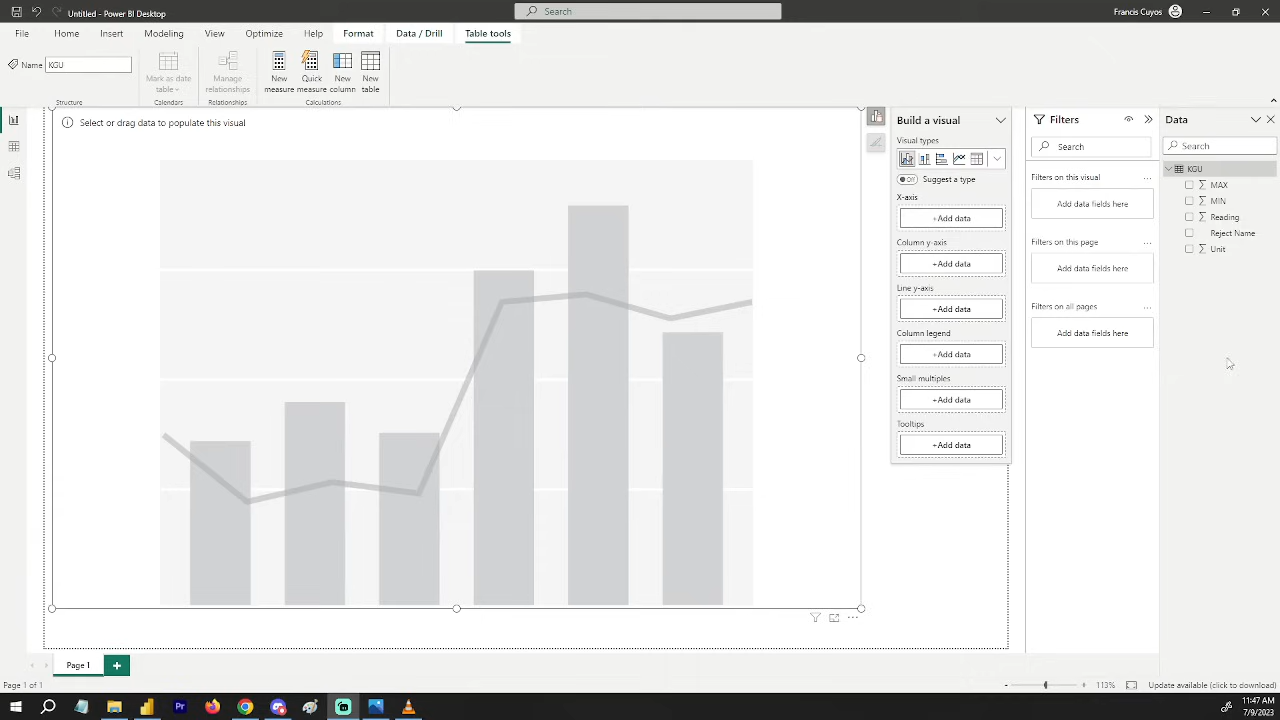 Untitled - Power BI Desktop
Search
Francis Cuyos
File
Home
Insert
Modeling
View
Optimize
Help
Format
Data / Drill
Table tools
Name
KGU
Mark as date
table
Manage
relationships
New
measure
Quick
measure
New
column
New
table
Structure
Calendars
Relationships
Calculations
Select or drag data to populate this visual
Build a visual
Visual types
Off
Suggest a type
X-axis
+Add data
Column y-axis
+Add data
Line y-axis
+Add data
Column legend
+Add data
Small multiples
+Add data
Tooltips
+Add data
Filters
Search
Filters on this visual
...
Add data fields here
Filters on this page
...
Add data fields here
Filters on all pages
...
Add data fields here
Data
Search
KGU
MAX
MIN
Reading
Reject Name
Unit
Page 1
Page 1 of 1
- + 113%
Update available (click to download)
11:47 AM
7/9/2023